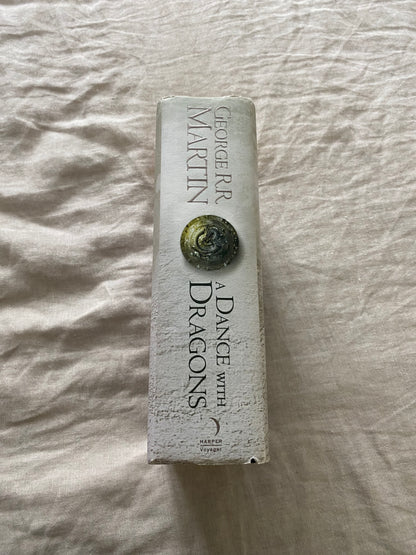 GEORGE R.R.
MARTIN
A DANCE WITH
DRAGONS
HARPER
Voyager